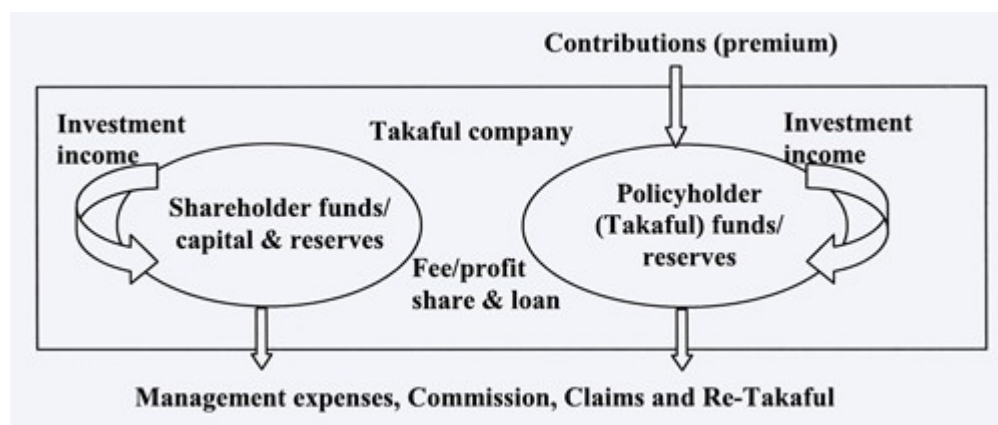 Contributions (premium)
Investment
income
Takaful company
Investment
income
Shareholder funds/
capital & reserves
Policyholder
(Takaful) funds/
reserves
Fee/profit
share & loan
Management expenses, Commission, Claims and Re-Takaful